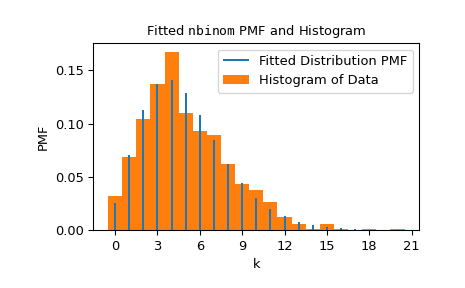 Fitted nbinom PMF and Histogram
Fitted Distribution PMF
Histogram of Data
PMF
0.15
0.10
0.05
0.00
0 3 6 9 12 15 18 21
k